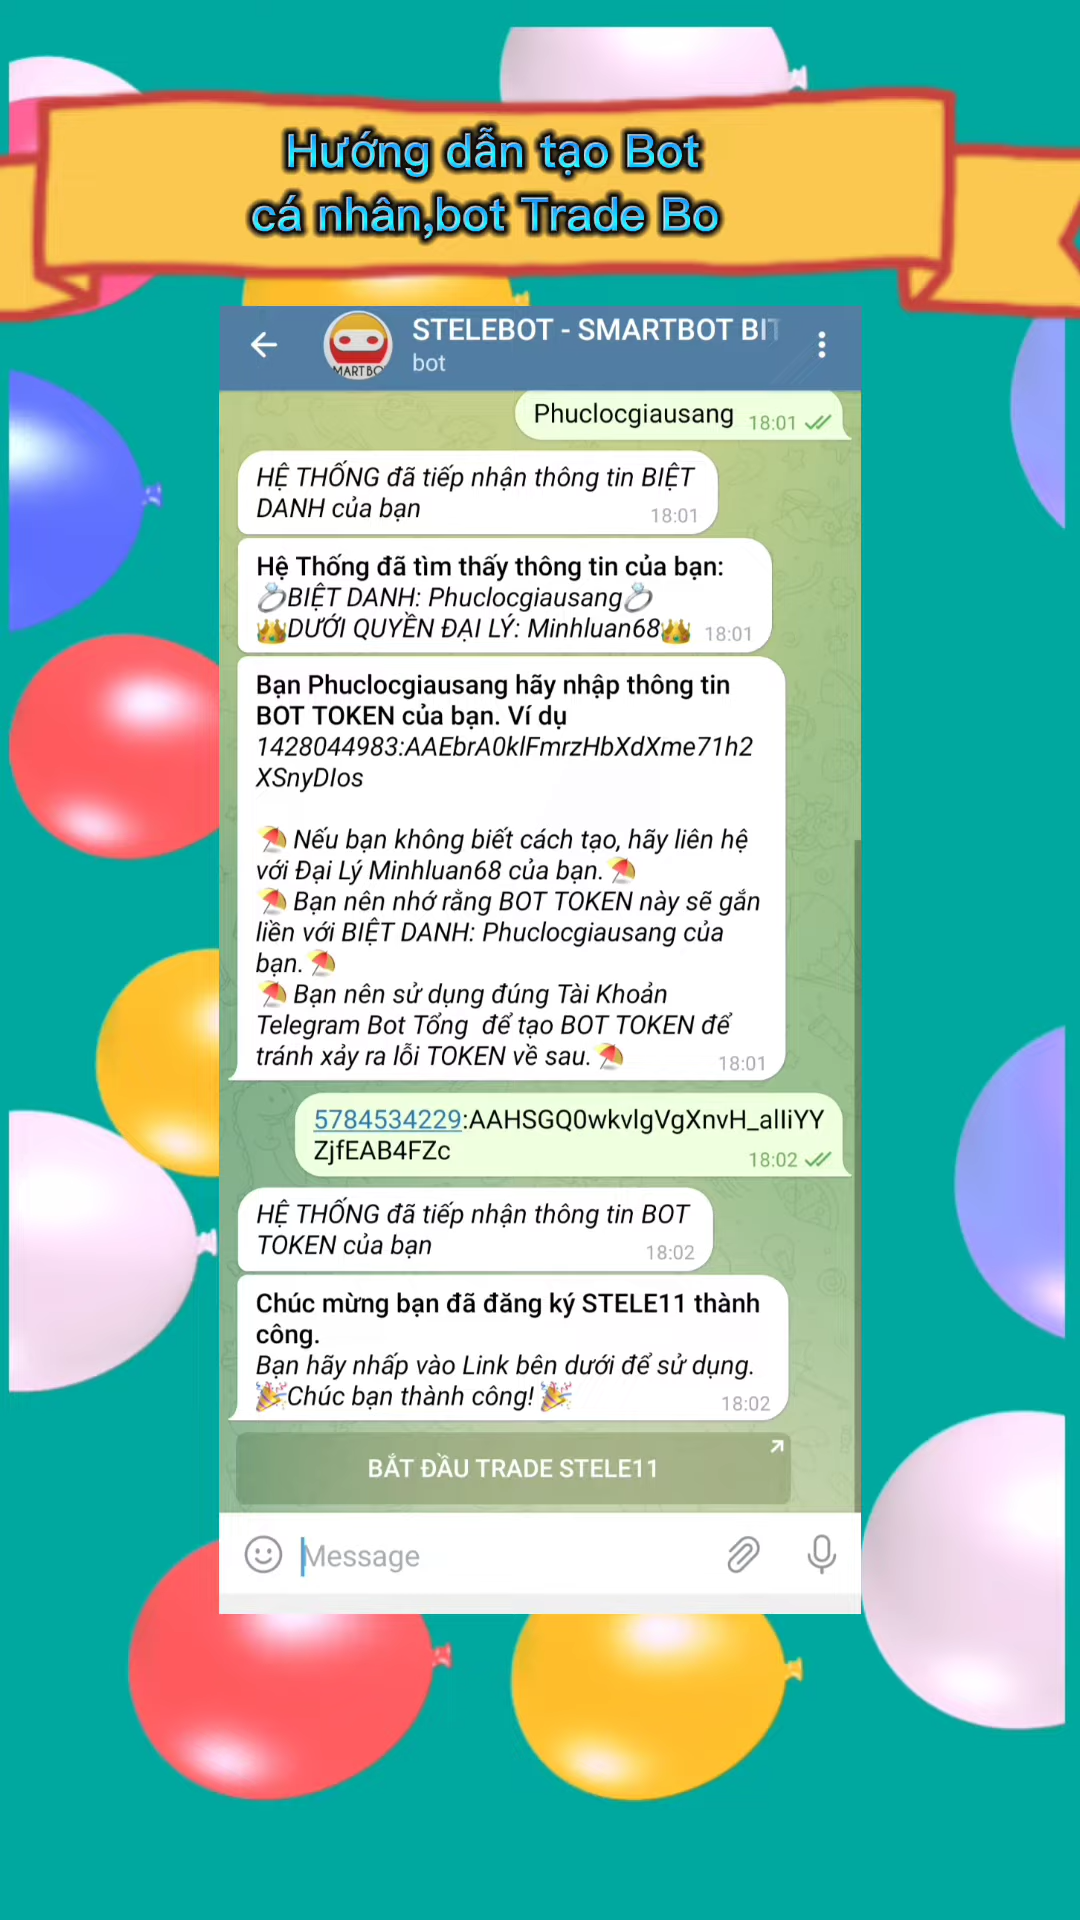 Hướng dẫn tạo Bot
cá nhân,bot Trade Bo
STELEBOT - SMARTBOT BIT
bot
MARTBO
Phuclocgiausang 18:01
HỆ THỐNG đã tiếp nhận thông tin BIỆT
DANH của bạn 18:01
Hệ Thống đã tìm thấy thông tin của bạn:
💍BIỆT DANH: Phuclocgiausang💍
👑DƯỚI QUYỀN ĐẠI LÝ: Minhluan68👑 18:01
Bạn Phuclocgiausang hãy nhập thông tin
BOT TOKEN của bạn. Ví dụ
1428044983:AAEbrA0klFmrzHbXdXme71h2
XSnyDIos
⛱ Nếu bạn không biết cách tạo, hãy liên hệ
với Đại Lý Minhluan68 của bạn.⛱
⛱ Bạn nên nhớ rằng BOT TOKEN này sẽ gắn
liền với BIỆT DANH: Phuclocgiausang của
bạn.⛱
⛱ Bạn nên sử dụng đúng Tài Khoản
Telegram Bot Tổng để tạo BOT TOKEN để
tránh xảy ra lỗi TOKEN về sau.⛱ 18:01
5784534229:AAHSGQ0wkvlgVgXnvH_alIiYY
ZjfEAB4FZc 18:02
HỆ THỐNG đã tiếp nhận thông tin BOT
TOKEN của bạn 18:02
Chúc mừng bạn đã đăng ký STELE11 thành
công.
Bạn hãy nhấp vào Link bên dưới để sử dụng.
🎉Chúc bạn thành công!🎉 18:02
BẮT ĐẦU TRADE STELE11
Message